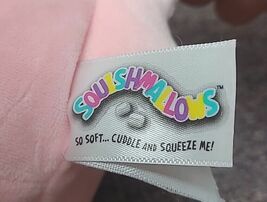 SQUISHMALLOWS™
SO SOFT... CUDDLE AND SQUEEZE ME!